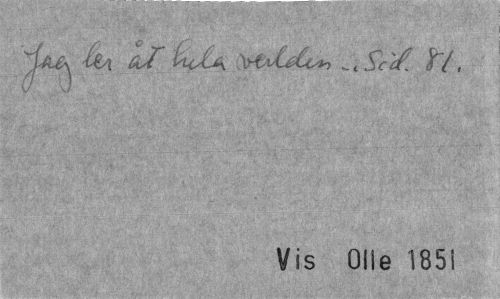 Jag ler åt hela verlden -. Sid. 81.
Vis Olle 1851